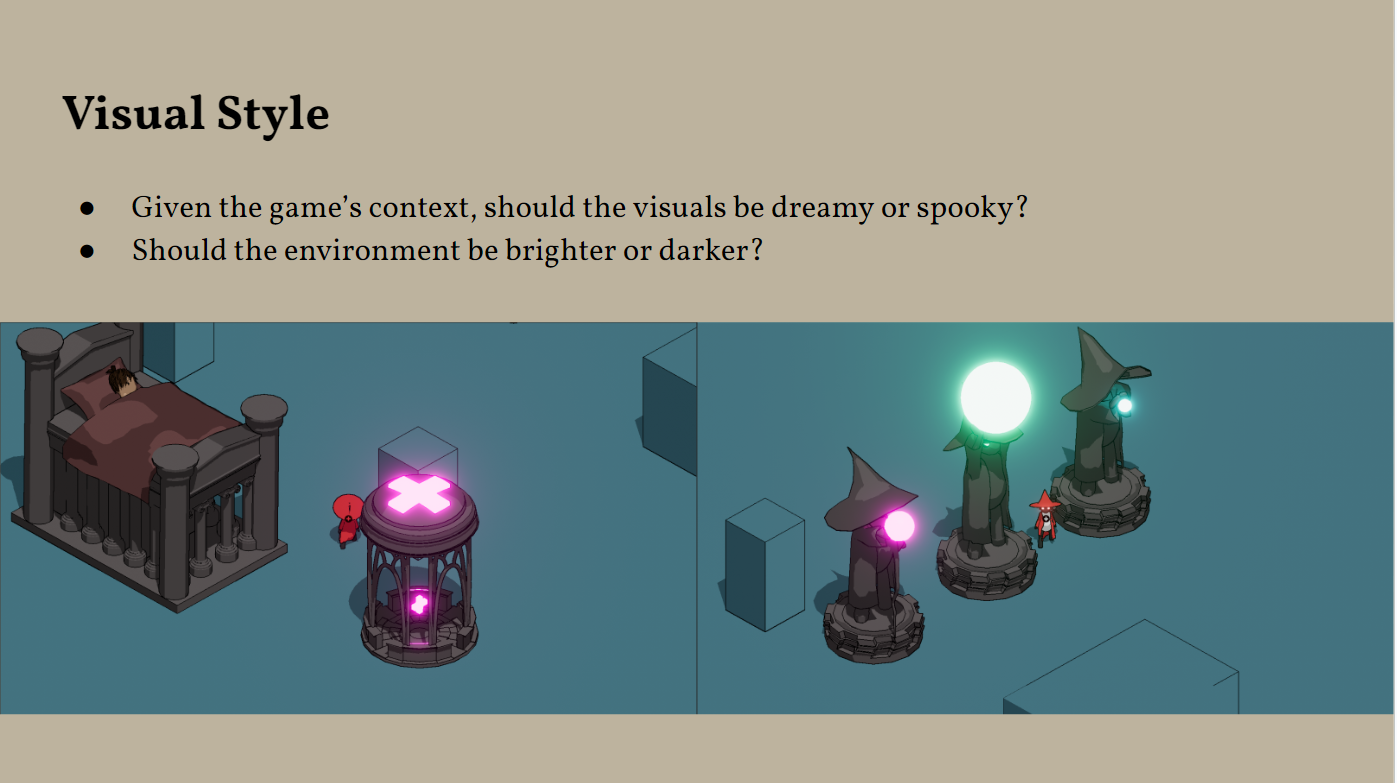 Visual Style
● Given the game’s context, should the visuals be dreamy or spooky?
● Should the environment be brighter or darker?